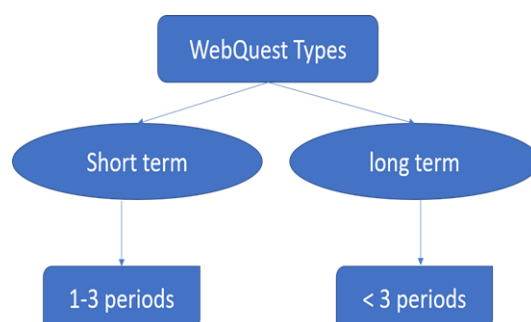 WebQuest Types
Short term
long term
1-3 periods
< 3 periods